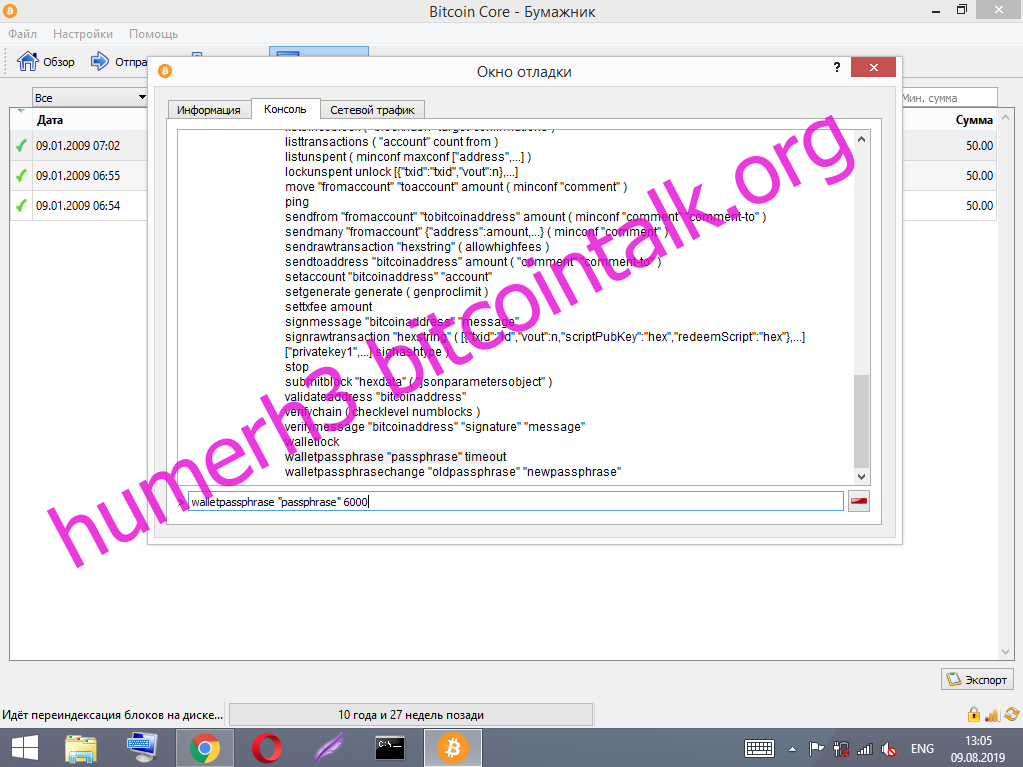 Bitcoin Core - Бумажник
Файл Настройки Помощь
Обзор Отпра
Окно отладки
?
Все
Мин. сумма
Информация Консоль Сетевой трафик
Дата Сумма
09.01.2009 07:02 50.00
09.01.2009 06:55 50.00
09.01.2009 06:54 50.00
listtransactions ( "account" count from )
listunspent ( minconf maxconf ["address",...] )
lockunspent unlock [{"txid":"txid","vout":n},...]
move "fromaccount" "toaccount" amount ( minconf "comment" )
ping
sendfrom "fromaccount" "tobitcoinaddress" amount ( minconf "comment" "comment-to" )
sendmany "fromaccount" {"address":amount,...} ( minconf "comment" )
sendrawtransaction "hexstring" ( allowhighfees )
sendtoaddress "bitcoinaddress" amount ( "comment" "comment-to" )
setaccount "bitcoinaddress" "account"
setgenerate generate ( genproclimit )
settxfee amount
signmessage "bitcoinaddress" "message"
signrawtransaction "hexstring" ( [{"txid":"id","vout":n,"scriptPubKey":"hex","redeemScript":"hex"},...]
["privatekey1",...] sighashtype )
stop
submitblock "hexdata" ( "jsonparametersobject" )
validateaddress "bitcoinaddress"
verifychain ( checklevel numblocks )
verifymessage "bitcoinaddress" "signature" "message"
walletlock
walletpassphrase "passphrase" timeout
walletpassphrasechange "oldpassphrase" "newpassphrase"
> walletpassphrase "passphrase" 6000
humerh3 bitcointalk.org
Экспорт
Идёт переиндексация блоков на диске... 10 года и 27 недель позади
C:\
ENG
13:05
09.08.2019